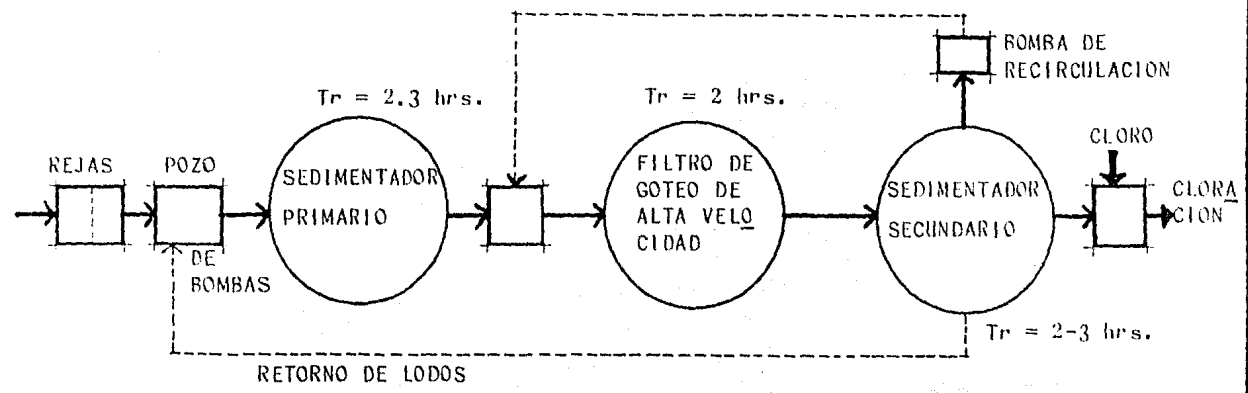 BOMBA DE
RECIRCULACION
Tr = 2.3 hrs.
Tr = 2 hrs.
CLORO
REJAS
POZO
DE
BOMBAS
SEDIMENTADOR
PRIMARIO
FILTRO DE
GOTEO DE
ALTA VELO
CIDAD
SEDIMENTADOR
SECUNDARIO
CLORA
CION
Tr = 2-3 hrs.
RETORNO DE LODOS